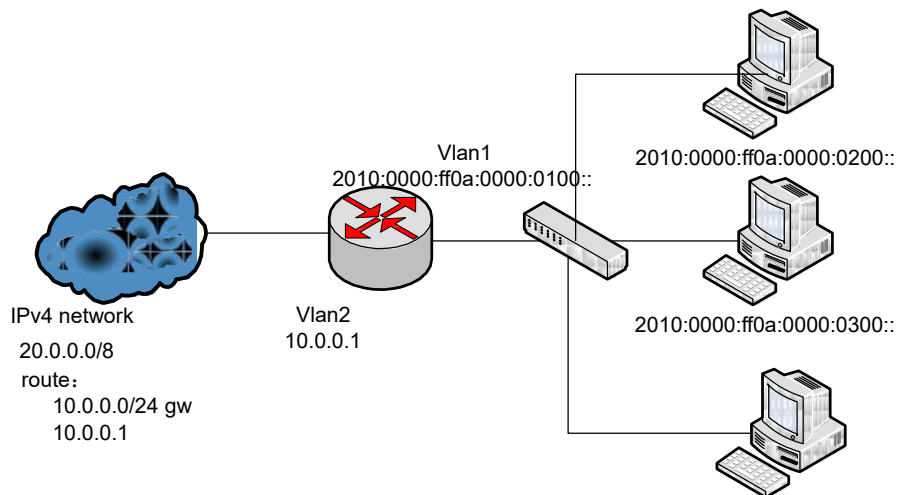 Vlan1
2010:0000:ff0a:0000:0100::
2010:0000:ff0a:0000:0200::
2010:0000:ff0a:0000:0300::
IPv4 network
20.0.0.0/8
route：
10.0.0.0/24 gw
10.0.0.1
Vlan2
10.0.0.1